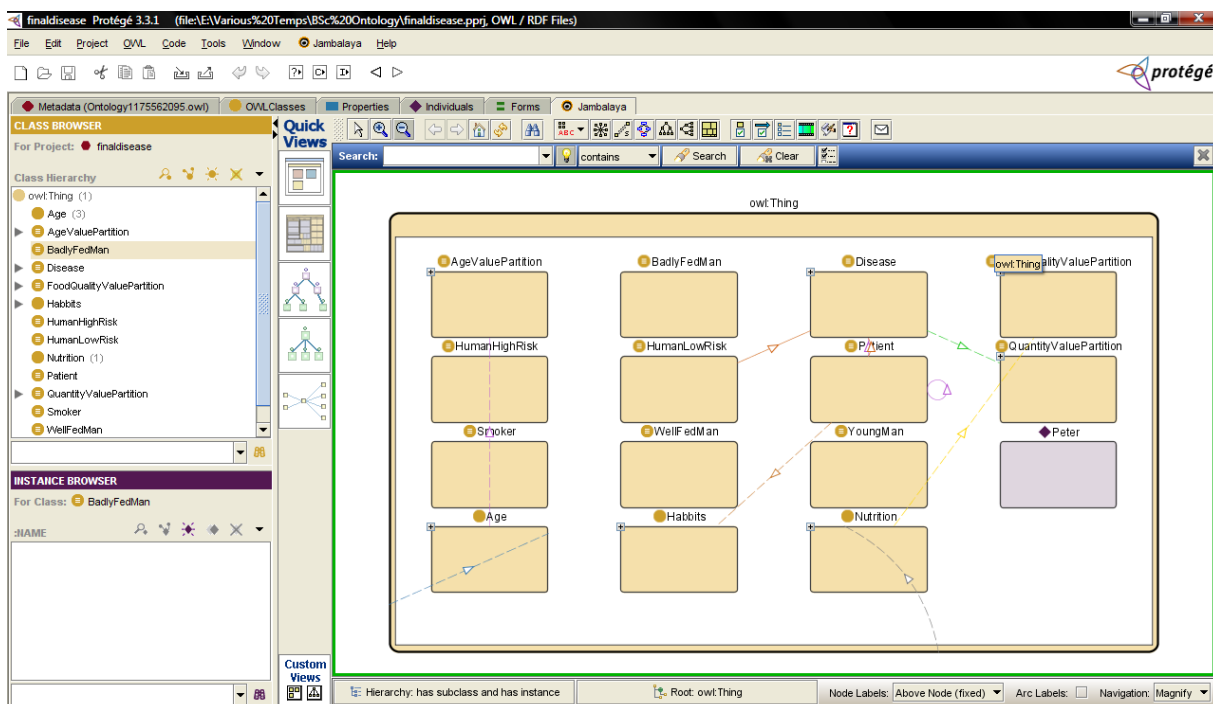 finaldisease Protégé 3.3.1 (file:\E:\Various%20Temps\BSc%20Ontology\finaldisease.pprj, OWL / RDF Files)
File Edit Project OWL Code Tools Window Jambalaya Help
protégé
Metadata (Ontology1175562095.owl) OWLClasses Properties Individuals Forms Jambalaya
CLASS BROWSER
For Project: finaldisease
Class Hierarchy
owl:Thing (1)
Age (3)
AgeValuePartition
BadlyFedMan
Disease
FoodQualityValuePartition
Habbits
HumanHighRisk
HumanLowRisk
Nutrition (1)
Patient
QuantityValuePartition
Smoker
WellFedMan
INSTANCE BROWSER
For Class: BadlyFedMan
:NAME
Quick
Views
Custom
Views
Search: contains Search Clear
owl:Thing
AgeValuePartition BadlyFedMan Disease owl:Thing alityValuePartition
HumanHighRisk HumanLowRisk Patient QuantityValuePartition
Smoker WellFedMan YoungMan Peter
Age Habbits Nutrition
Hierarchy: has subclass and has instance Root: owl:Thing Node Labels: Above Node (fixed) Arc Labels: Navigation: Magnify